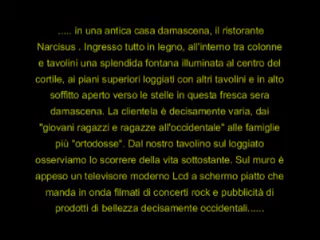 ..... in una antica casa damascena, il ristorante
Narcisus . Ingresso tutto in legno, all'interno tra colonne
e tavolini una splendida fontana illuminata al centro del
cortile, ai piani superiori loggiati con altri tavolini e in alto
soffitto aperto verso le stelle in questa fresca sera
damascena. La clientela è decisamente varia, dai
"giovani ragazzi e ragazze all'occidentale" alle famiglie
più "ortodosse". Dal nostro tavolino sul loggiato
osserviamo lo scorrere della vita sottostante. Sul muro è
appeso un televisore moderno Lcd a schermo piatto che
manda in onda filmati di concerti rock e pubblicità di
prodotti di bellezza decisamente occidentali......